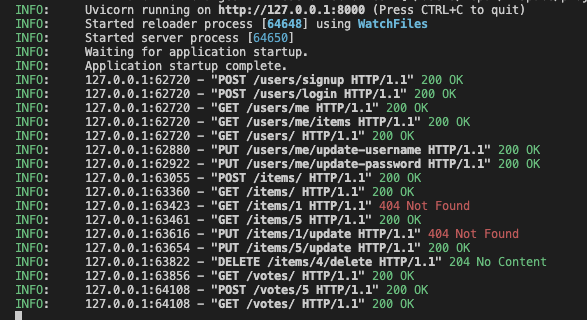 INFO: Uvicorn running on http://127.0.0.1:8000 (Press CTRL+C to quit)
INFO: Started reloader process [64648] using WatchFiles
INFO: Started server process [64650]
INFO: Waiting for application startup.
INFO: Application startup complete.
INFO: 127.0.0.1:62720 – "POST /users/signup HTTP/1.1" 200 OK
INFO: 127.0.0.1:62720 – "POST /users/login HTTP/1.1" 200 OK
INFO: 127.0.0.1:62720 – "GET /users/me HTTP/1.1" 200 OK
INFO: 127.0.0.1:62720 – "GET /users/me/items HTTP/1.1" 200 OK
INFO: 127.0.0.1:62720 – "GET /users/ HTTP/1.1" 200 OK
INFO: 127.0.0.1:62880 – "PUT /users/me/update-username HTTP/1.1" 200 OK
INFO: 127.0.0.1:62922 – "PUT /users/me/update-password HTTP/1.1" 200 OK
INFO: 127.0.0.1:63055 – "POST /items/ HTTP/1.1" 200 OK
INFO: 127.0.0.1:63360 – "GET /items/ HTTP/1.1" 200 OK
INFO: 127.0.0.1:63423 – "GET /items/1 HTTP/1.1" 404 Not Found
INFO: 127.0.0.1:63461 – "GET /items/5 HTTP/1.1" 200 OK
INFO: 127.0.0.1:63616 – "PUT /items/1/update HTTP/1.1" 404 Not Found
INFO: 127.0.0.1:63654 – "PUT /items/5/update HTTP/1.1" 200 OK
INFO: 127.0.0.1:63822 – "DELETE /items/4/delete HTTP/1.1" 204 No Content
INFO: 127.0.0.1:63856 – "GET /votes/ HTTP/1.1" 200 OK
INFO: 127.0.0.1:64108 – "POST /votes/5 HTTP/1.1" 200 OK
INFO: 127.0.0.1:64108 – "GET /votes/ HTTP/1.1" 200 OK